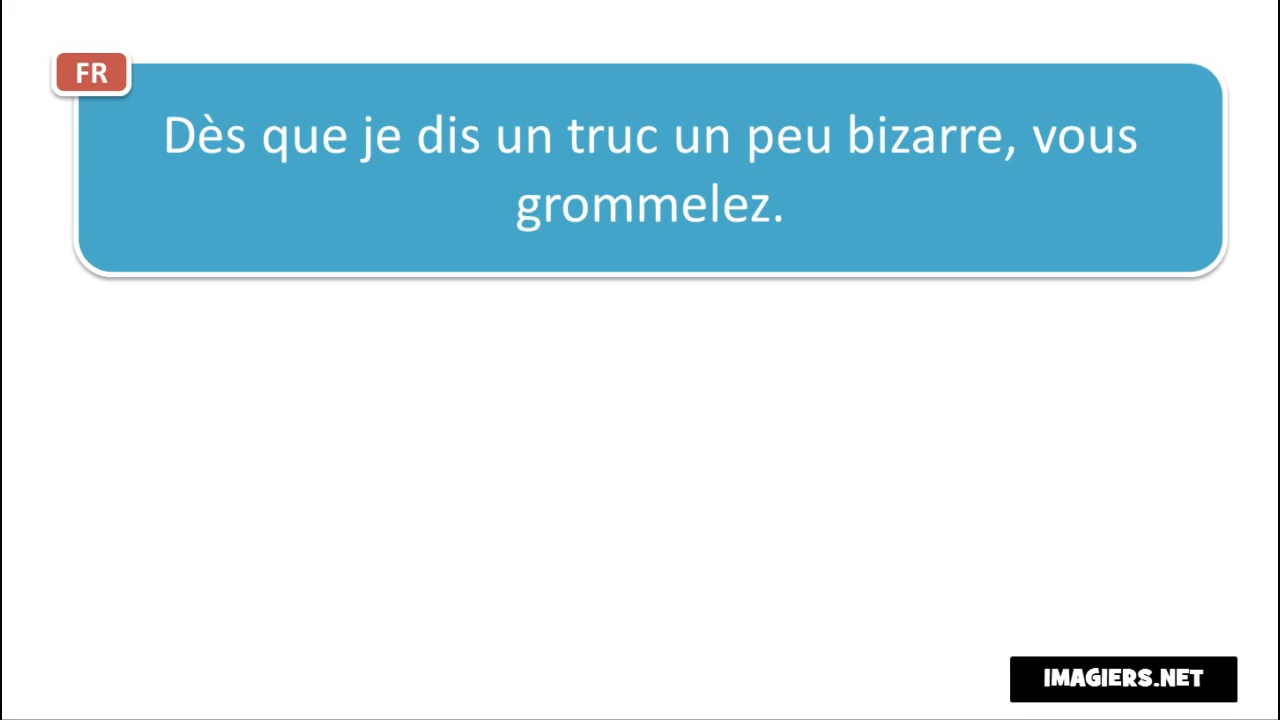 FR
Dès que je dis un truc un peu bizarre, vous
grommelez.
IMAGIERS.NET